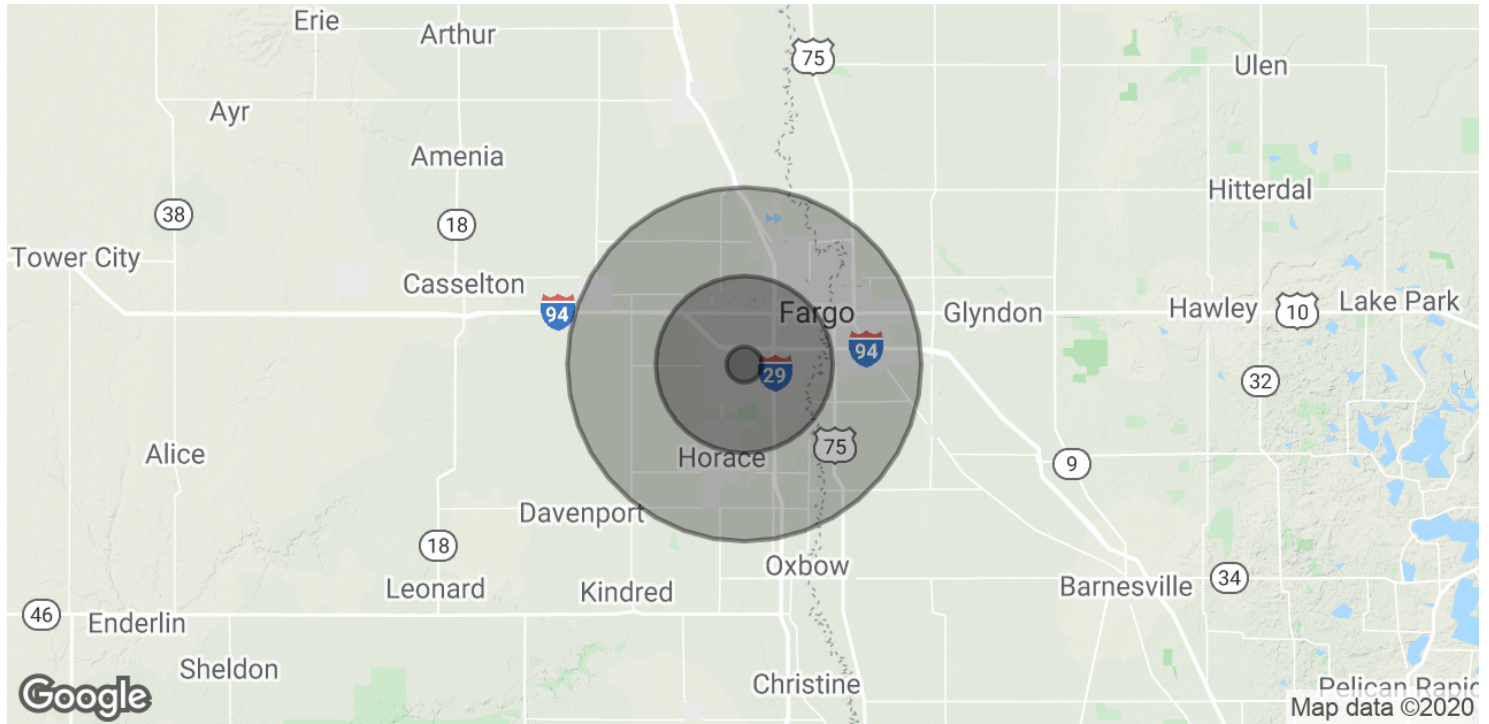 Erie
Arthur
75
Ulen
Ayr
Amenia
Hitterdal
38
18
Tower City
Casselton
94
Fargo
Glyndon
Hawley
10
Lake Park
94
29
32
Alice
Horace
75
9
Davenport
18
Oxbow
Leonard
Kindred
Barnesville
34
46
Enderlin
Sheldon
Christine
Pelican Rapid
Google
Map data ©2020